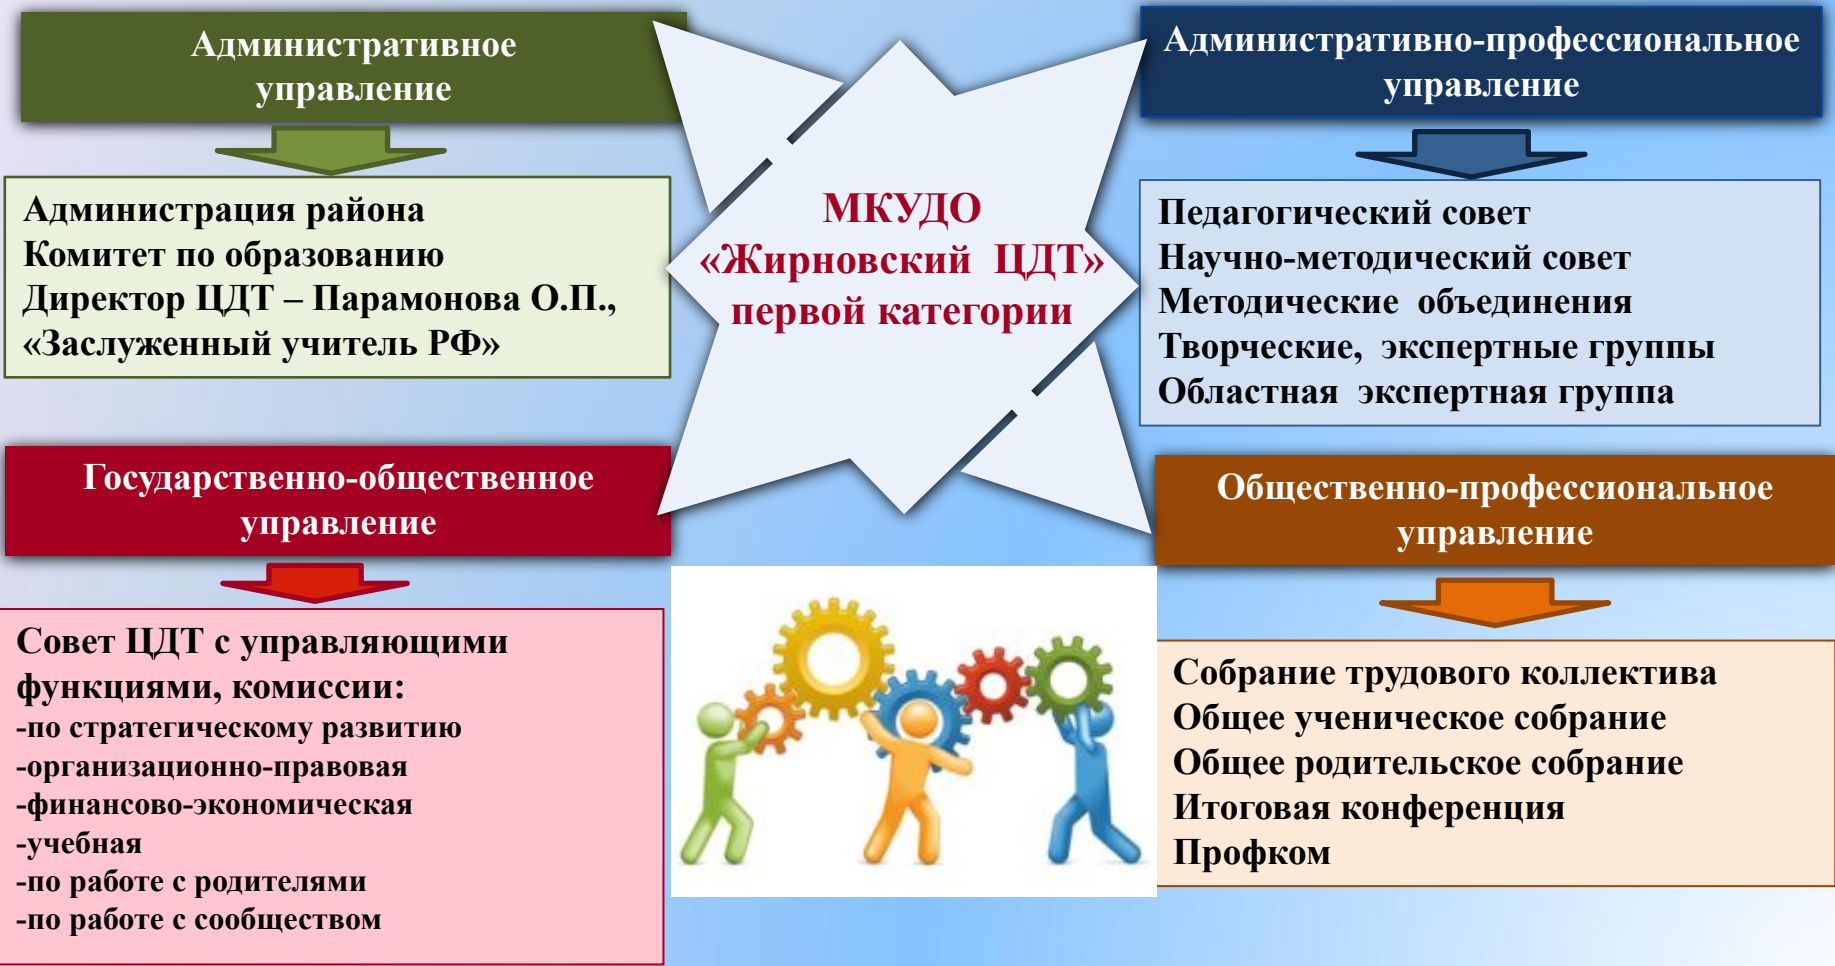 Административное
управление
Администрация района
Комитет по образованию
Директор ЦДТ – Парамонова О.П.,
«Заслуженный учитель РФ»
МКУДО
«Жирновский ЦДТ»
первой категории
Административно-профессиональное
управление
Педагогический совет
Научно-методический совет
Методические объединения
Творческие, экспертные группы
Областная экспертная группа
Государственно-общественное
управление
Совет ЦДТ с управляющими
функциями, комиссии:
-по стратегическому развитию
-организационно-правовая
-финансово-экономическая
-учебная
-по работе с родителями
-по работе с сообществом
Общественно-профессиональное
управление
Собрание трудового коллектива
Общее ученическое собрание
Общее родительское собрание
Итоговая конференция
Профком